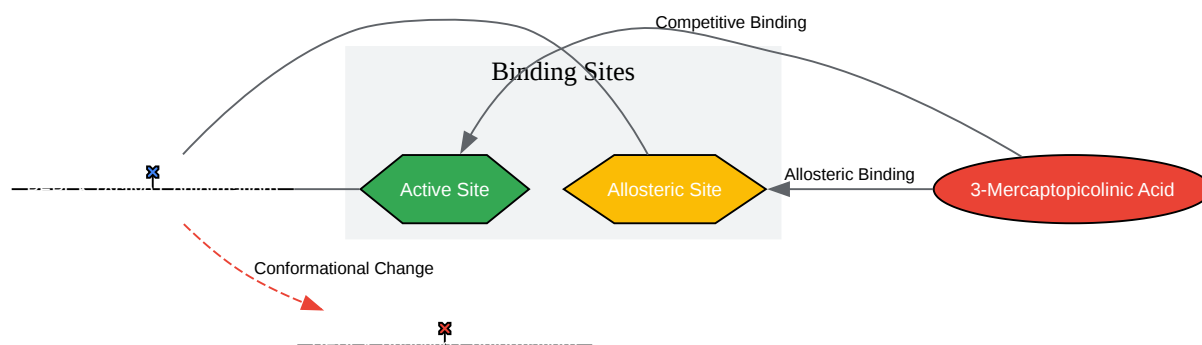 Competitive Binding
Binding Sites
Active Site
Allosteric Site
Allosteric Binding
3-Mercaptopicolinic Acid
Conformational Change